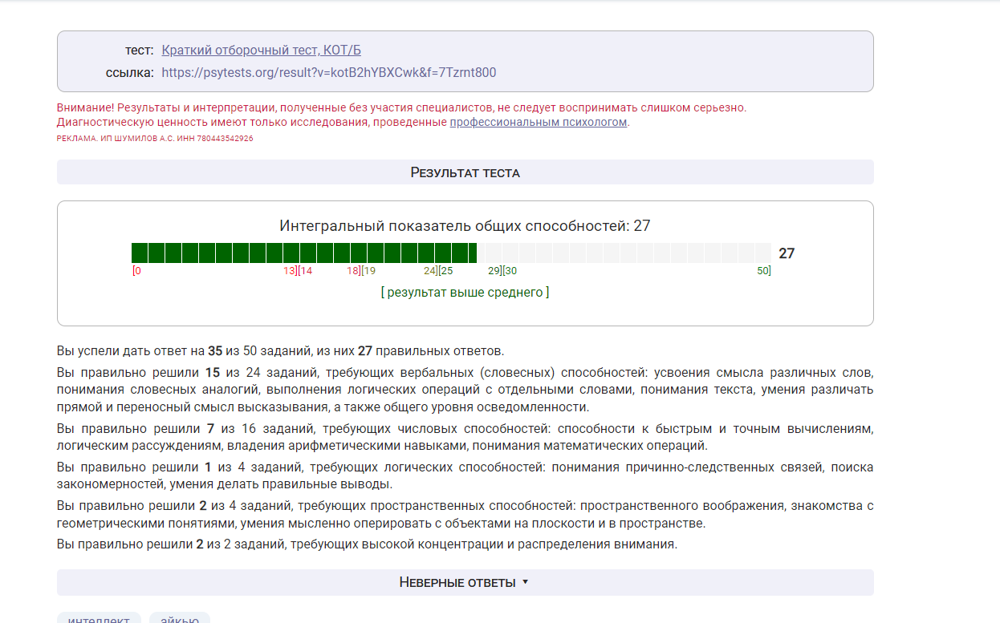 тест: Краткий отборочный тест, КОТ/Б
ссылка: https://psytests.org/result?v=kotB2hYBXCwk&f=7Tzrnt800
Внимание! Результаты и интерпретации, полученные без участия специалистов, не следует воспринимать слишком серьезно.
Диагностическую ценность имеют только исследования, проведенные профессиональным психологом.
РЕКЛАМА. ИП ШУМИЛОВ А.С. ИНН 780443542926
Результат теста
Интегральный показатель общих способностей: 27
27
[0 13][14 18][19 24][25 29][30 50]
[ результат выше среднего ]
Вы успели дать ответ на 35 из 50 заданий, из них 27 правильных ответов.
Вы правильно решили 15 из 24 заданий, требующих вербальных (словесных) способностей: усвоения смысла различных слов,
понимания словесных аналогий, выполнения логических операций с отдельными словами, понимания текста, умения различать
прямой и переносный смысл высказывания, а также общего уровня осведомленности.
Вы правильно решили 7 из 16 заданий, требующих числовых способностей: способности к быстрым и точным вычислениям,
логическим рассуждениям, владения арифметическими навыками, понимания математических операций.
Вы правильно решили 1 из 4 заданий, требующих логических способностей: понимания причинно-следственных связей, поиска
закономерностей, умения делать правильные выводы.
Вы правильно решили 2 из 4 заданий, требующих пространственных способностей: пространственного воображения, знакомства с
геометрическими понятиями, умения мысленно оперировать с объектами на плоскости и в пространстве.
Вы правильно решили 2 из 2 заданий, требующих высокой концентрации и распределения внимания.
Неверные ответы ▼
интеллект айкью